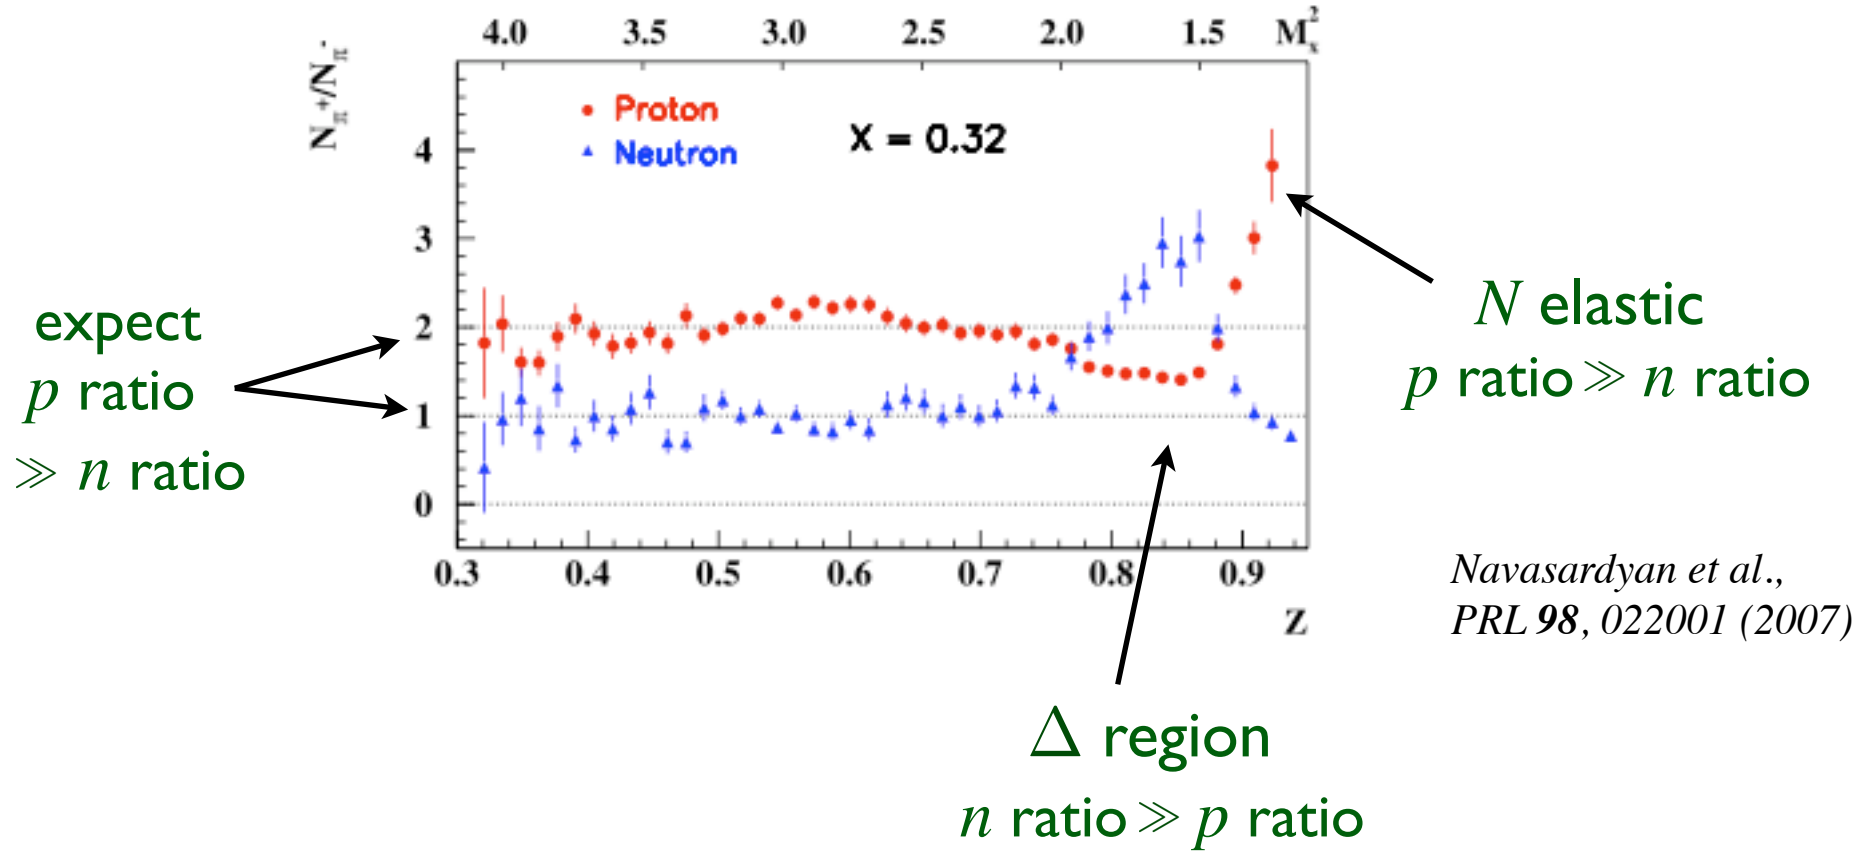 4.0 3.5 3.0 2.5 2.0 1.5 M²ₓ
N_π+/N_π-
Proton
Neutron
X = 0.32
4
3
2
1
0
0.3 0.4 0.5 0.6 0.7 0.8 0.9
Z
expect
p ratio
≫ n ratio
N elastic
p ratio ≫ n ratio
Δ region
n ratio ≫ p ratio
Navasardyan et al.,
PRL 98, 022001 (2007)